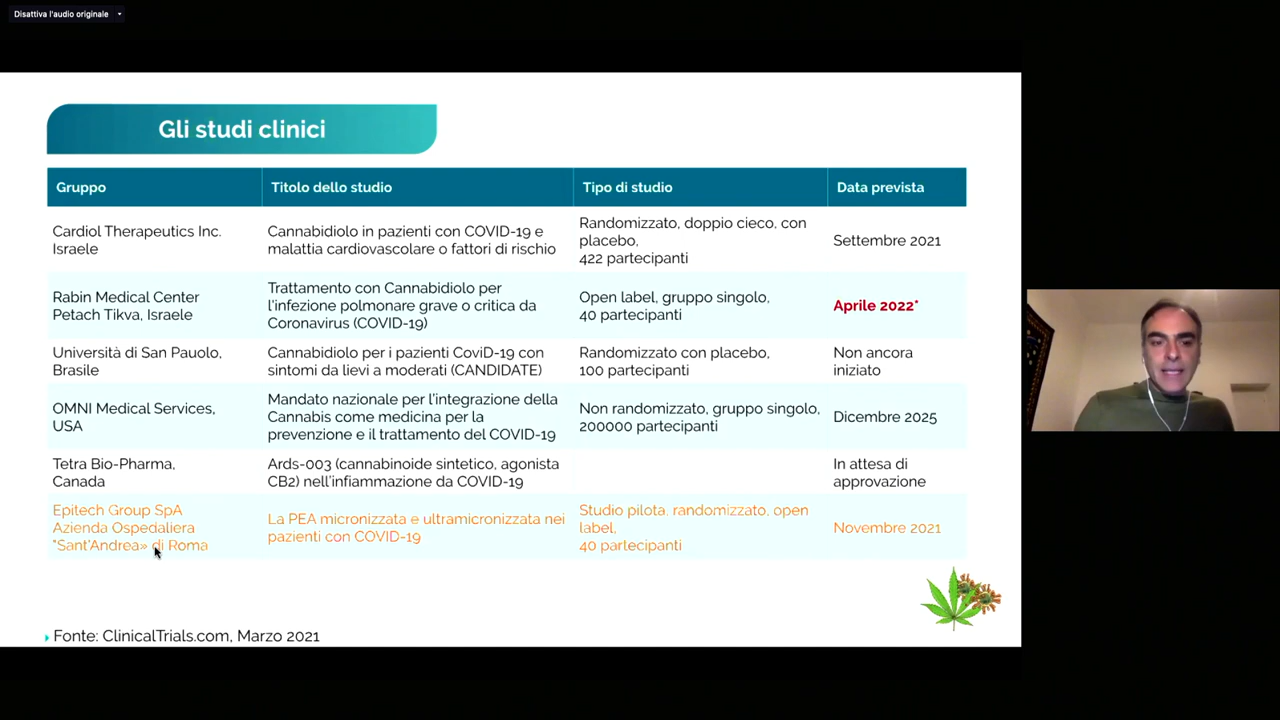 Disattiva l'audio originale
Gli studi clinici
Gruppo
Titolo dello studio
Tipo di studio
Data prevista
Cardiol Therapeutics Inc.
Israele
Cannabidiolo in pazienti con COVID-19 e
malattia cardiovascolare o fattori di rischio
Randomizzato, doppio cieco, con
placebo,
422 partecipanti
Settembre 2021
Rabin Medical Center
Petach Tikva, Israele
Trattamento con Cannabidiolo per
l'infezione polmonare grave o critica da
Coronavirus (COVID-19)
Open label, gruppo singolo,
40 partecipanti
Aprile 2022*
Università di San Pauolo,
Brasile
Cannabidiolo per i pazienti CoviD-19 con
sintomi da lievi a moderati (CANDIDATE)
Randomizzato con placebo,
100 partecipanti
Non ancora
iniziato
OMNI Medical Services,
USA
Mandato nazionale per l'integrazione della
Cannabis come medicina per la
prevenzione e il trattamento del COVID-19
Non randomizzato, gruppo singolo,
200000 partecipanti
Dicembre 2025
Tetra Bio-Pharma,
Canada
Ards-003 (cannabinoide sintetico, agonista
CB2) nell'infiammazione da COVID-19
In attesa di
approvazione
Epitech Group SpA
Azienda Ospedaliera
"Sant'Andrea» di Roma
La PEA micronizzata e ultramicronizzata nei
pazienti con COVID-19
Studio pilota, randomizzato, open
label,
40 partecipanti
Novembre 2021
Fonte: ClinicalTrials.com, Marzo 2021